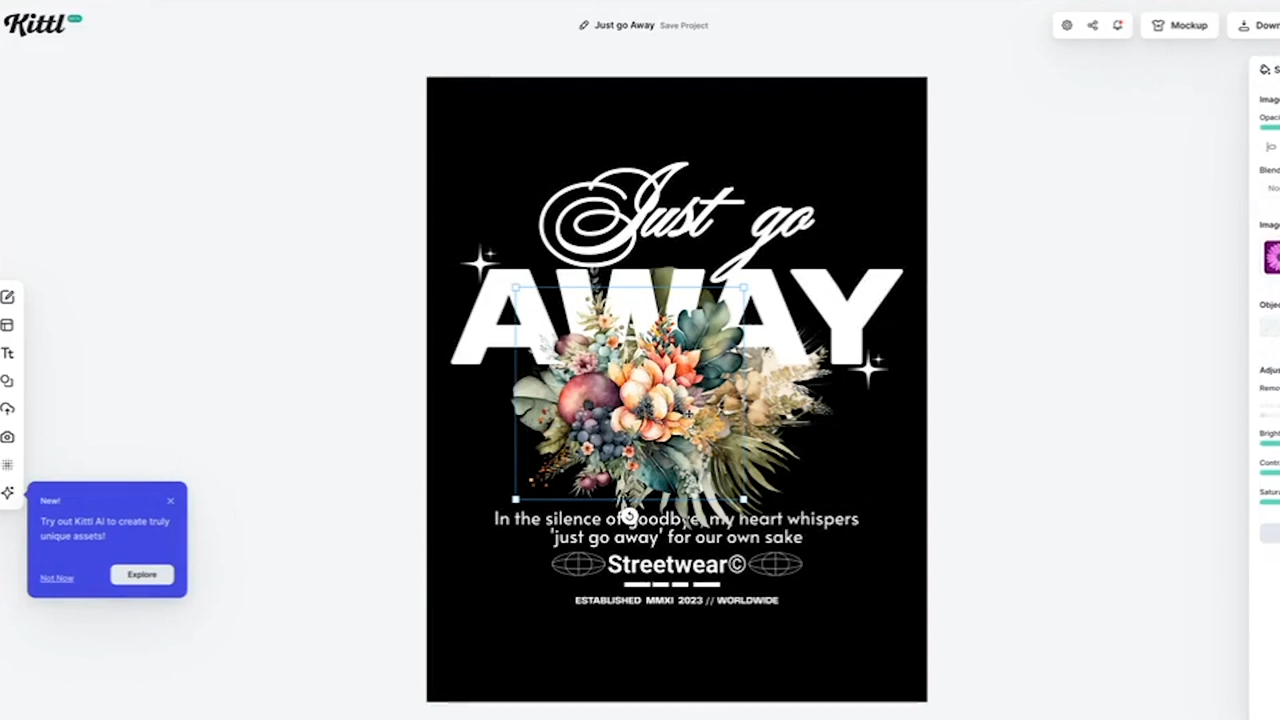 Kittl
Just go Away Save Project
Mockup
Just go
AWAY
In the silence of goodbye, my heart whispers
'just go away' for our own sake
Streetwear©
ESTABLISHED MMXI 2023 // WORLDWIDE
Tt
New!
Try out Kittl AI to create truly
unique assets!
Not Now
Explore